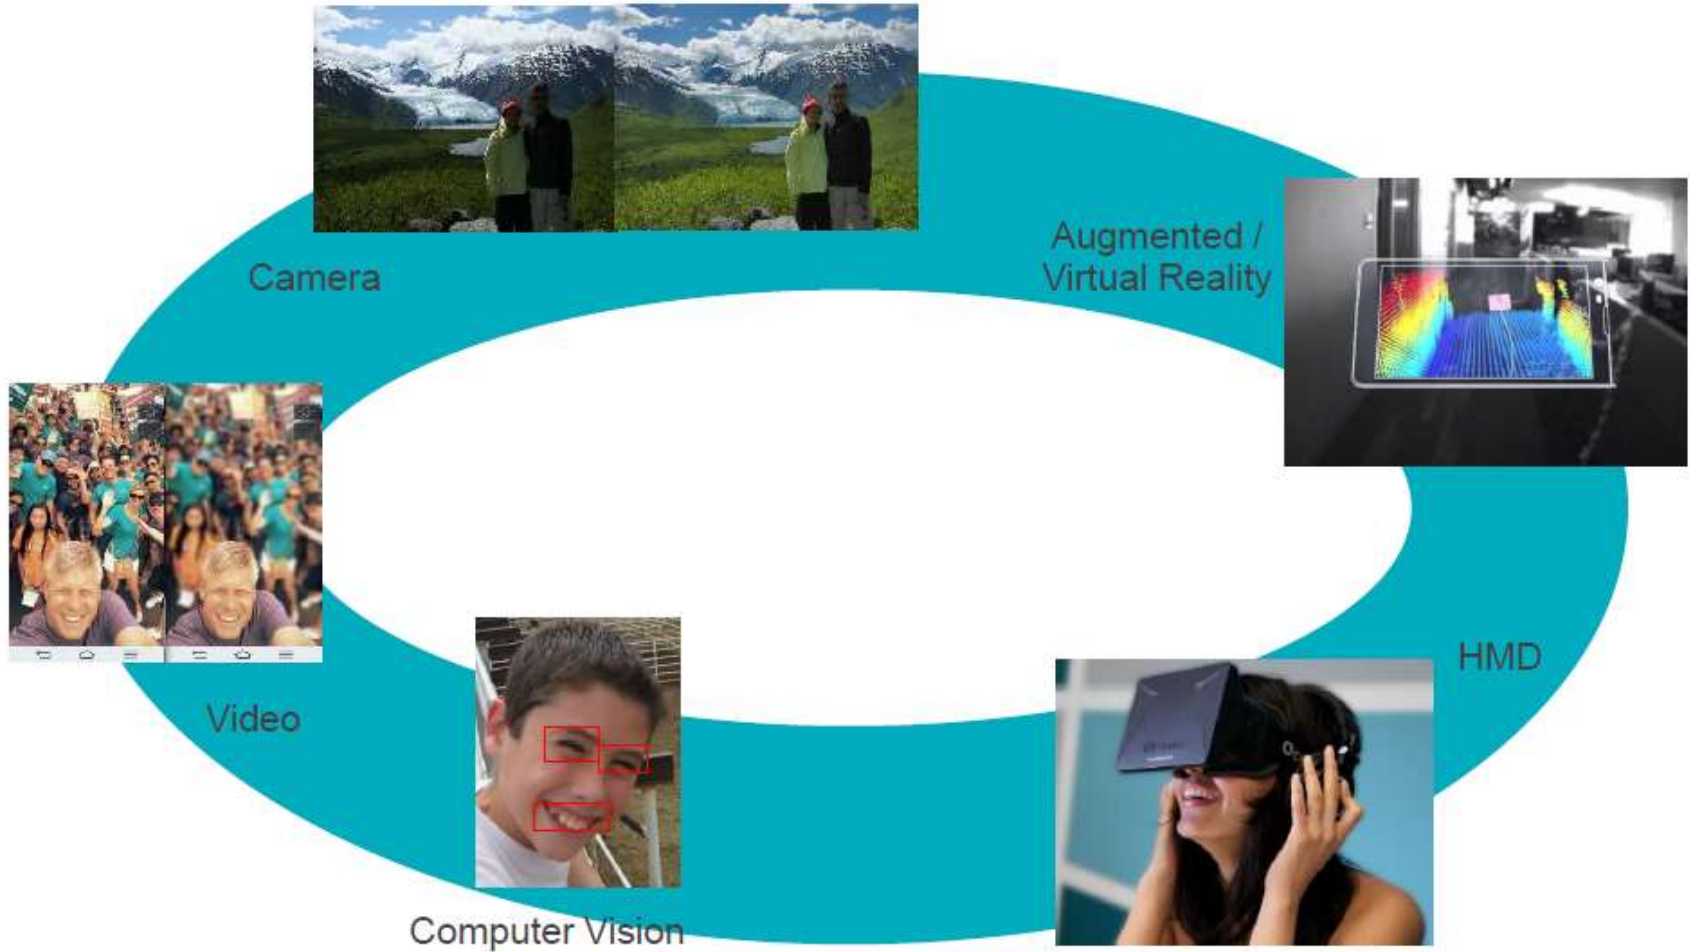 Camera
Augmented /
Virtual Reality
HMD
Video
Computer Vision